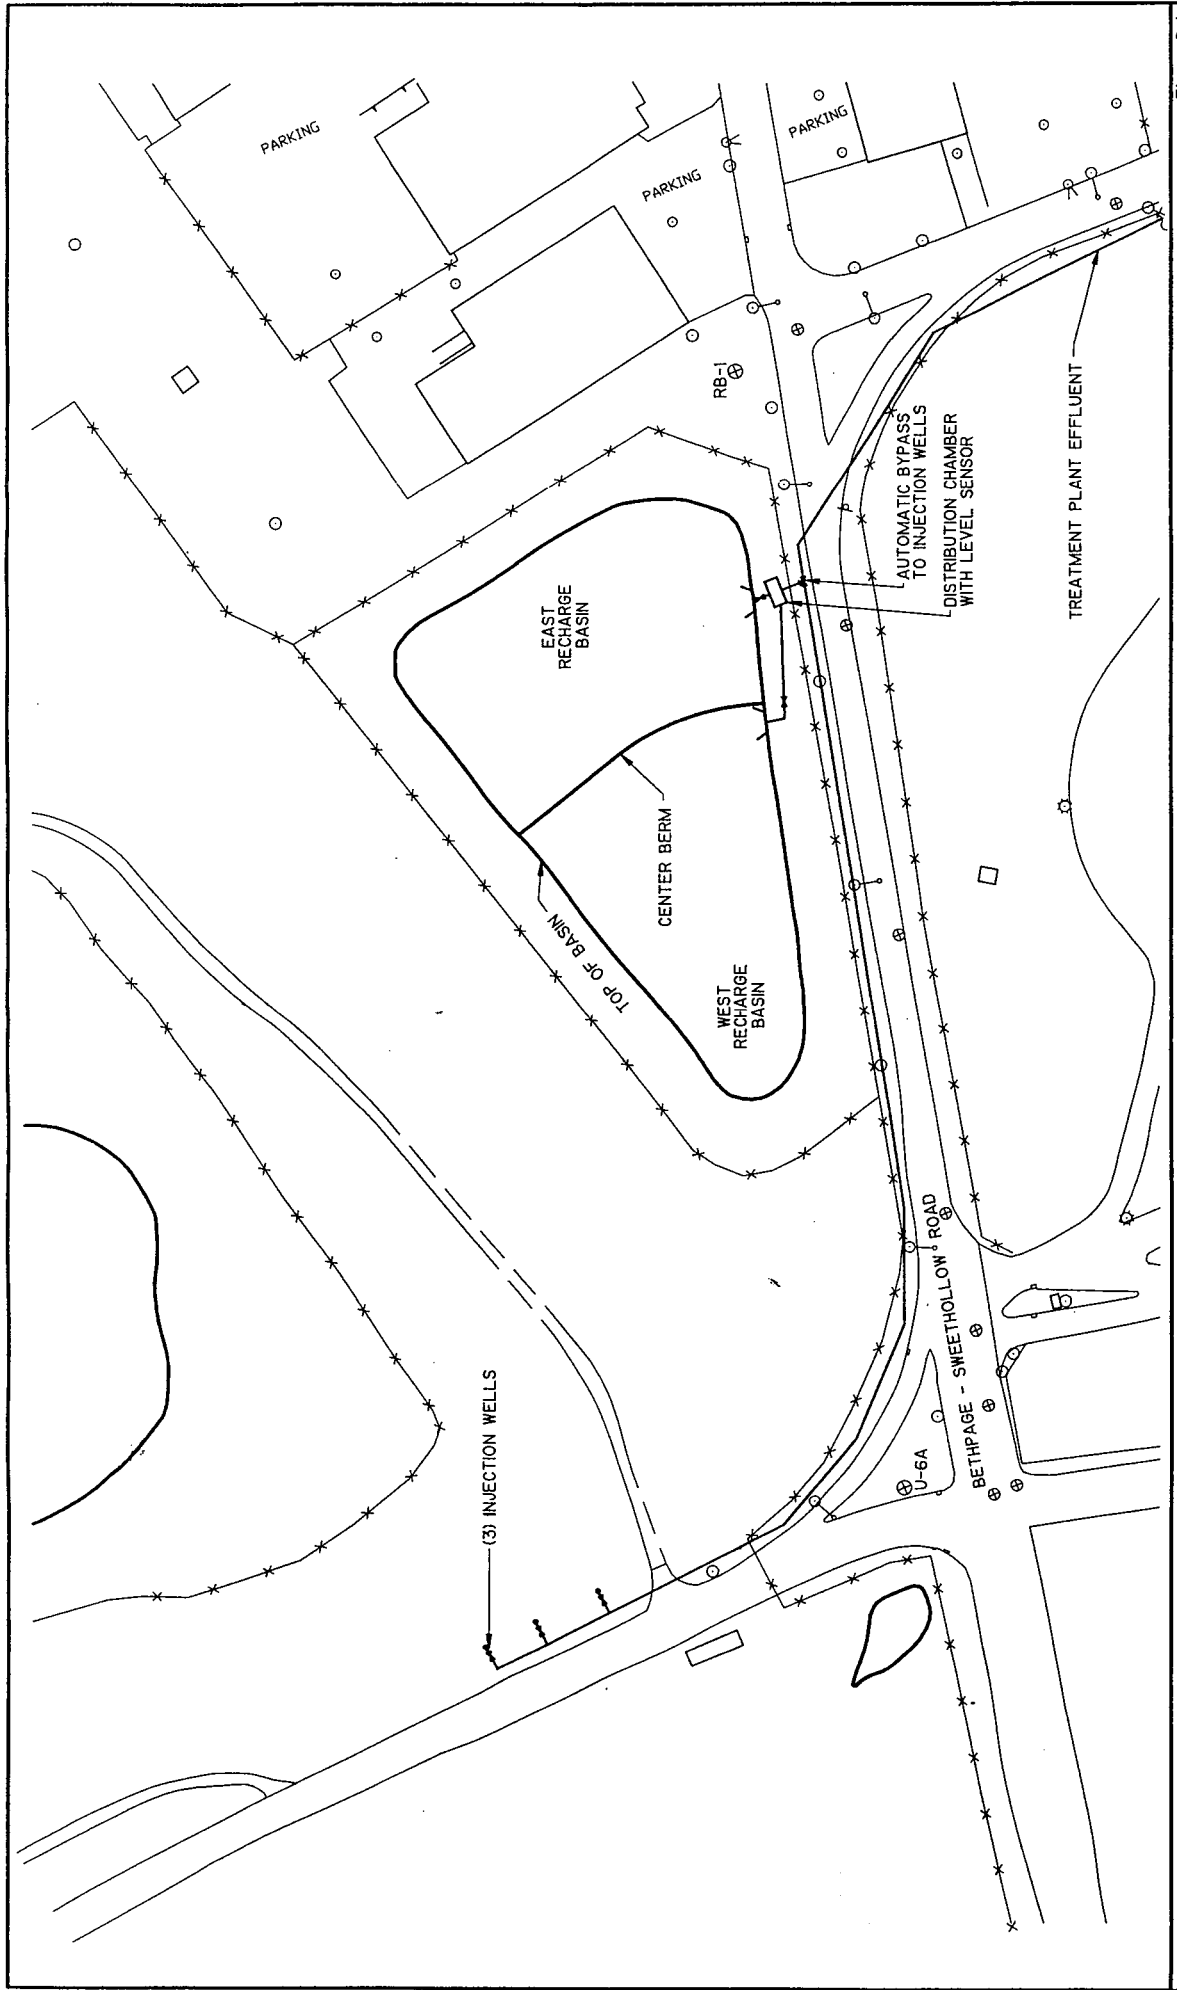 PARKING
PARKING
PARKING
RB-1
EAST
RECHARGE
BASIN
AUTOMATIC BYPASS
TO INJECTION WELLS
DISTRIBUTION CHAMBER
WITH LEVEL SENSOR
TREATMENT PLANT EFFLUENT
CENTER BERM
TOP OF BASIN
WEST
RECHARGE
BASIN
(3) INJECTION WELLS
BETHPAGE - SWEETHOLLOW ROAD
U-6A